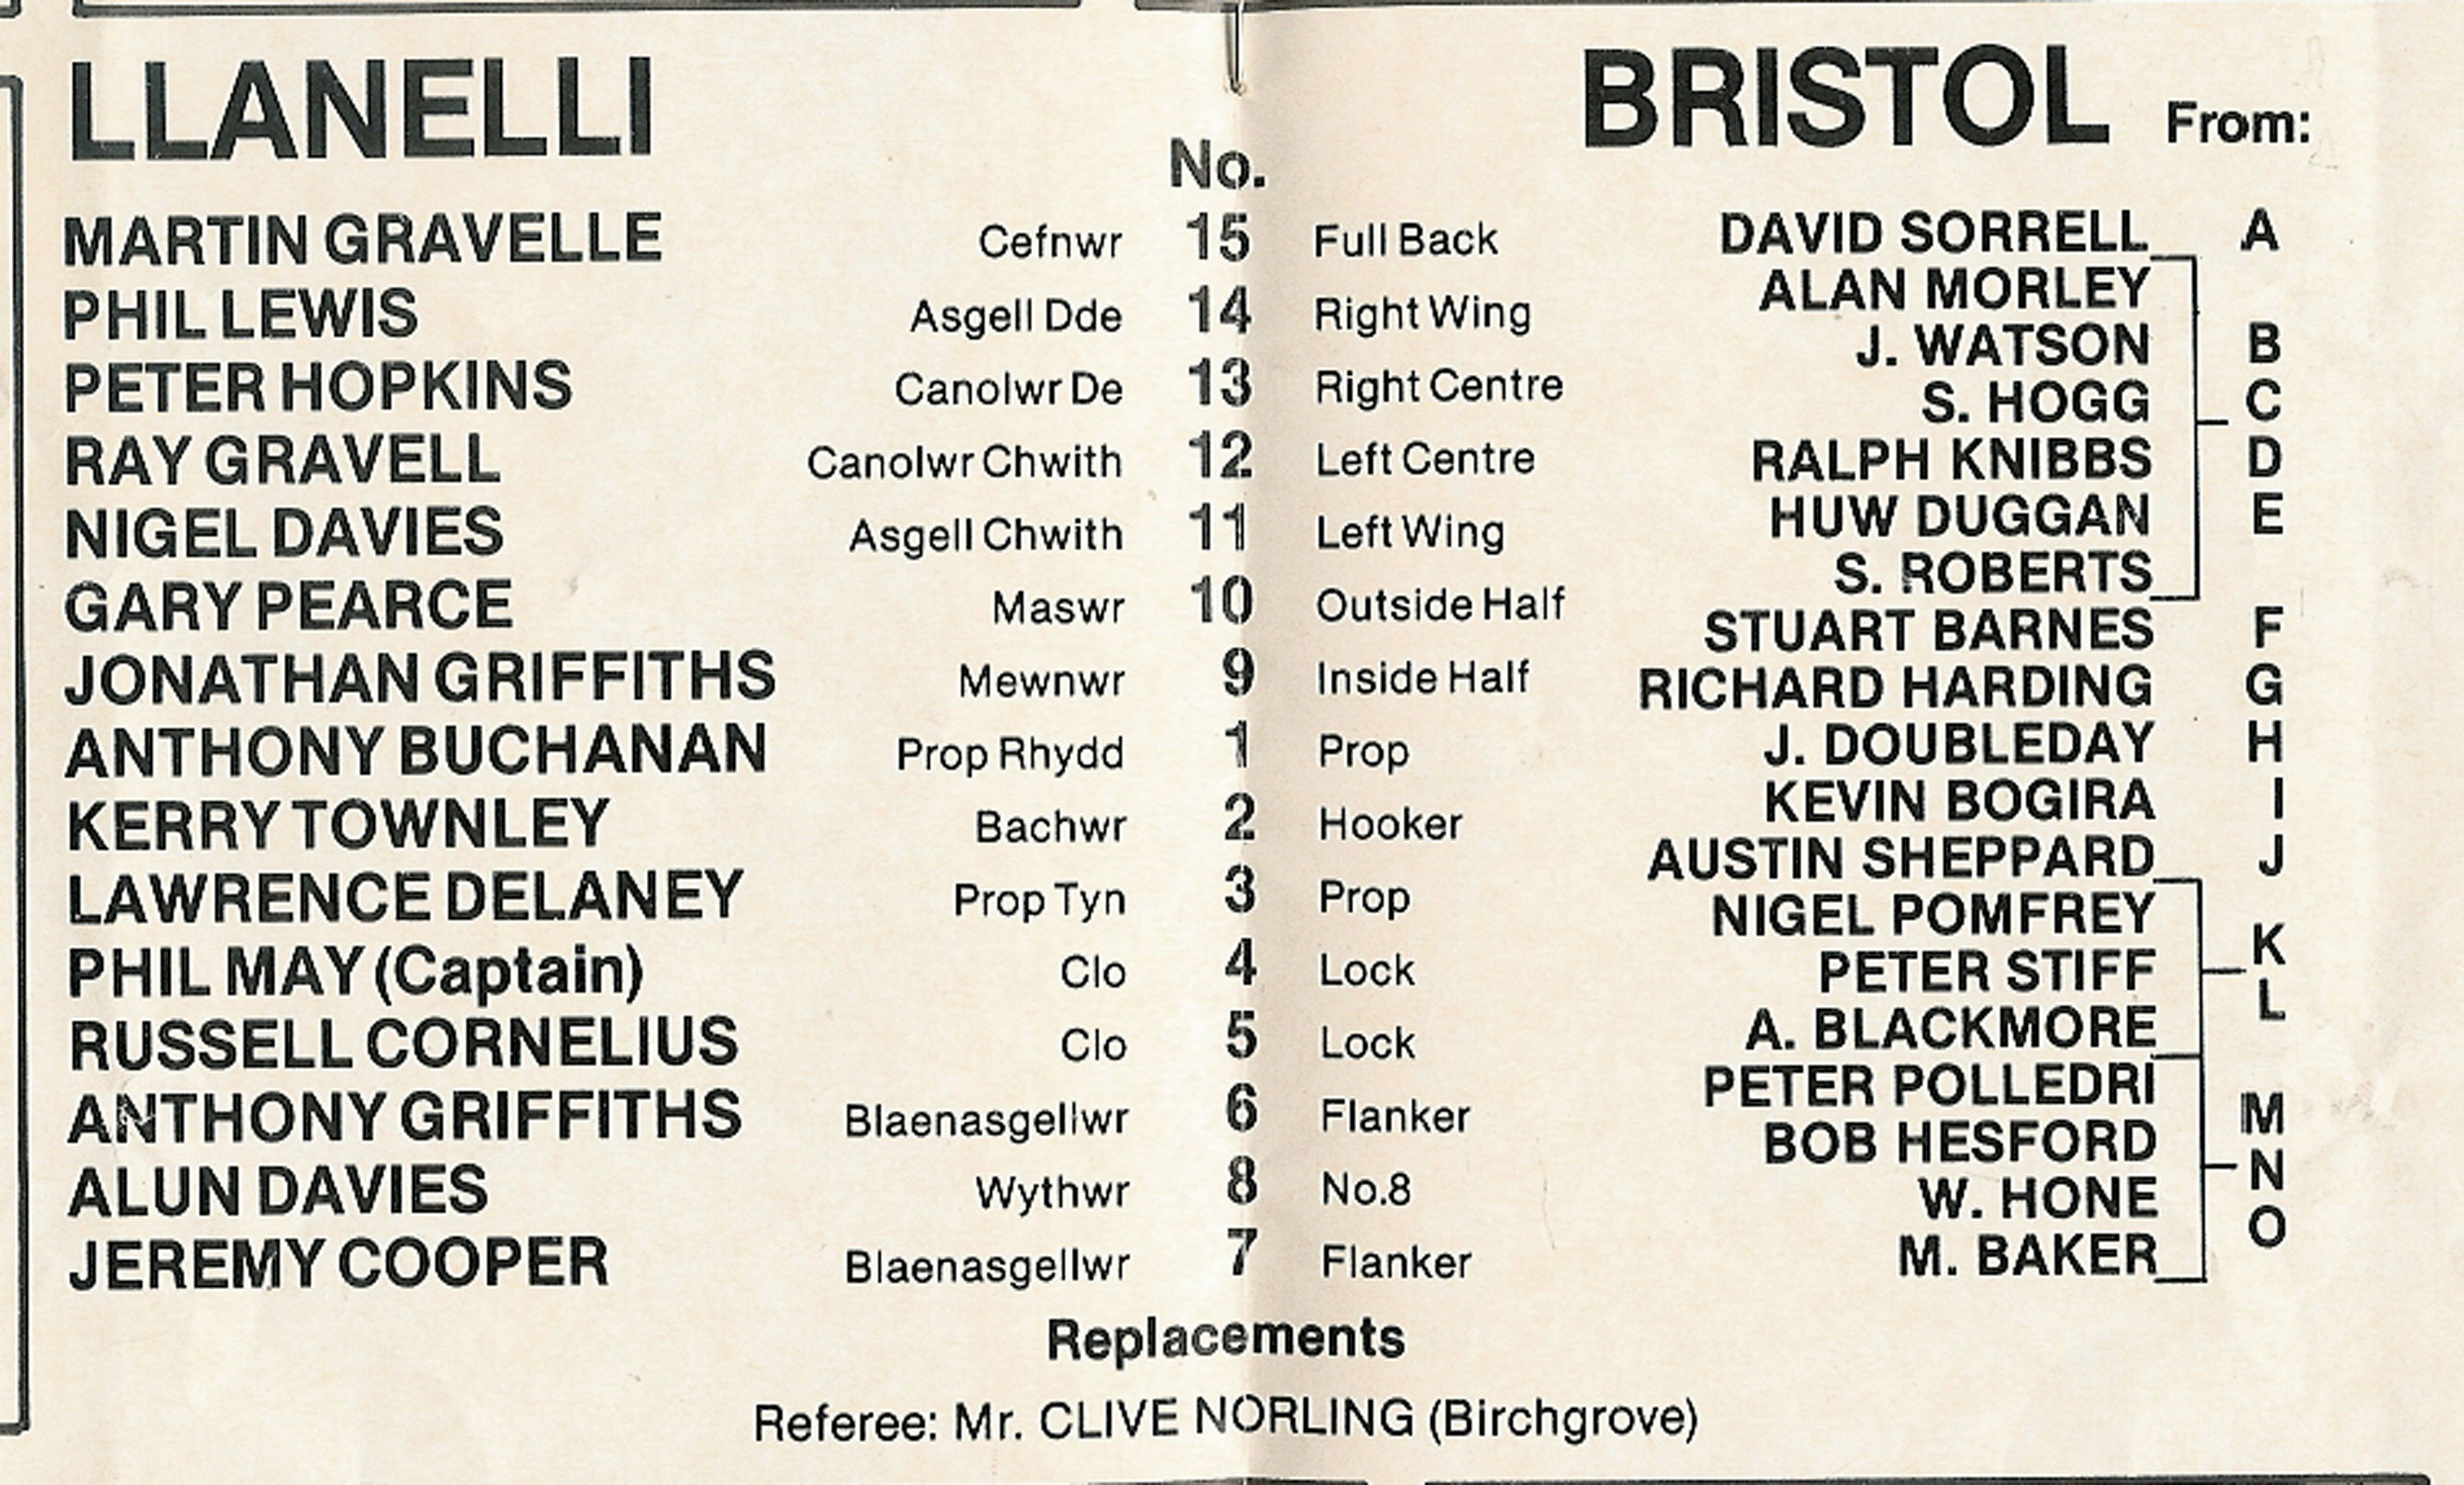 LLANELLI BRISTOL From:
No.
MARTIN GRAVELLE Cefnwr 15 Full Back DAVID SORRELL A
ALAN MORLEY
PHIL LEWIS Asgell Dde 14 Right Wing J. WATSON B
PETER HOPKINS Canolwr De 13 Right Centre S. HOGG C
RAY GRAVELL Canolwr Chwith 12 Left Centre RALPH KNIBBS D
NIGEL DAVIES Asgell Chwith 11 Left Wing HUW DUGGAN E
S. ROBERTS
GARY PEARCE Maswr 10 Outside Half STUART BARNES F
JONATHAN GRIFFITHS Mewnwr 9 Inside Half RICHARD HARDING G
ANTHONY BUCHANAN Prop Rhydd 1 Prop J. DOUBLEDAY H
KERRY TOWNLEY Bachwr 2 Hooker KEVIN BOGIRA I
LAWRENCE DELANEY Prop Tyn 3 Prop AUSTIN SHEPPARD J
NIGEL POMFREY
PHIL MAY (Captain) Clo 4 Lock PETER STIFF K
RUSSELL CORNELIUS Clo 5 Lock A. BLACKMORE L
ANTHONY GRIFFITHS Blaenasgellwr 6 Flanker PETER POLLEDRI M
ALUN DAVIES Wythwr 8 No.8 BOB HESFORD N
W. HONE O
JEREMY COOPER Blaenasgellwr 7 Flanker M. BAKER
Replacements
Referee: Mr. CLIVE NORLING (Birchgrove)